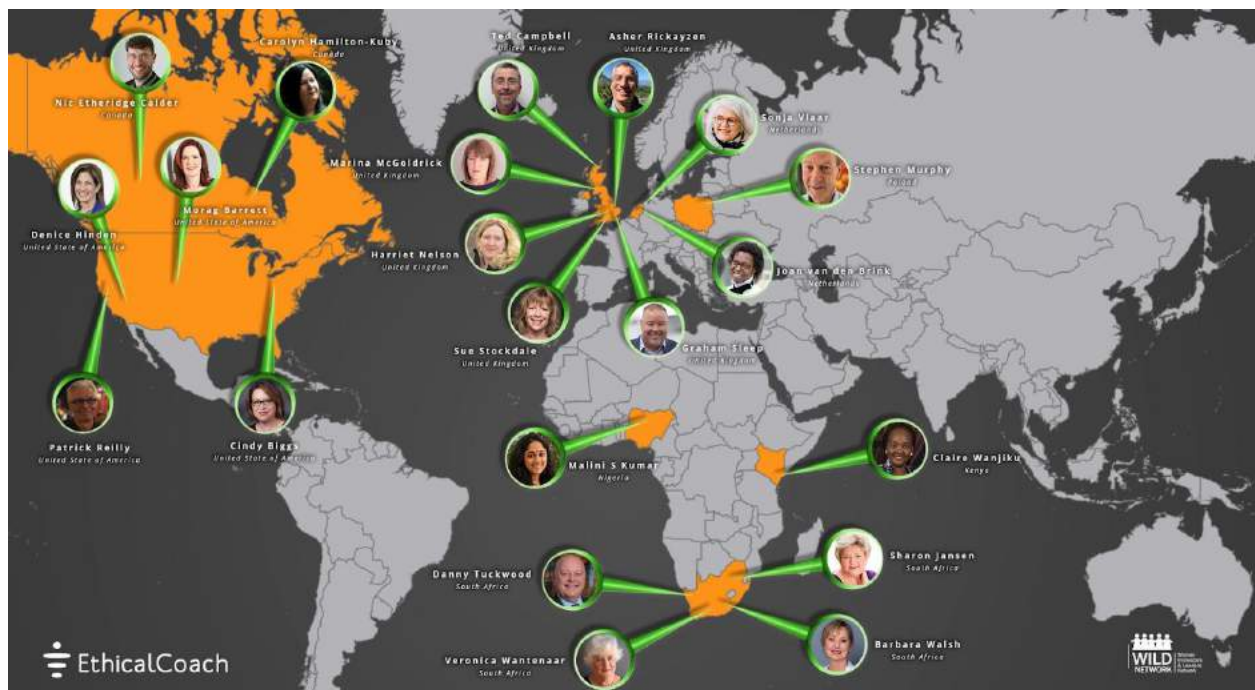 Ted Campbell
United Kingdom
Asher Rickayzen
United Kingdom
Carolyn Hamilton-Kuby
Canada
Nic Etheridge Calder
Canada
Sonja Vlaar
Netherlands
Marina McGoldrick
United Kingdom
Stephen Murphy
Poland
Morag Barrett
United State of America
Denice Hinden
United State of America
Harriet Nelson
United Kingdom
Joan van den Brink
Netherlands
Sue Stockdale
United Kingdom
Graham Sleep
United Kingdom
Patrick Reilly
United State of America
Cindy Biggs
United State of America
Malini S Kumar
Nigeria
Claire Wanjiku
Kenya
Sharon Jansen
South Africa
Danny Tuckwood
South Africa
Barbara Walsh
South Africa
Veronica Wantenaar
South Africa
EthicalCoach
WILD
NETWORK
Women
Network